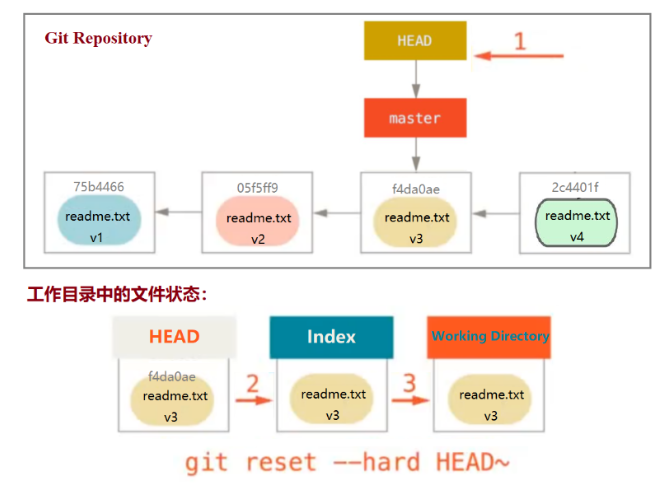 Git Repository
HEAD
1
master
75b4466
readme.txt
v1
05f5ff9
readme.txt
v2
f4da0ae
readme.txt
v3
2c4401f
readme.txt
v4
工作目录中的文件状态：
HEAD
Index
Working Directory
f4da0ae
readme.txt
v3
2
readme.txt
v3
3
readme.txt
v3
git reset --hard HEAD~